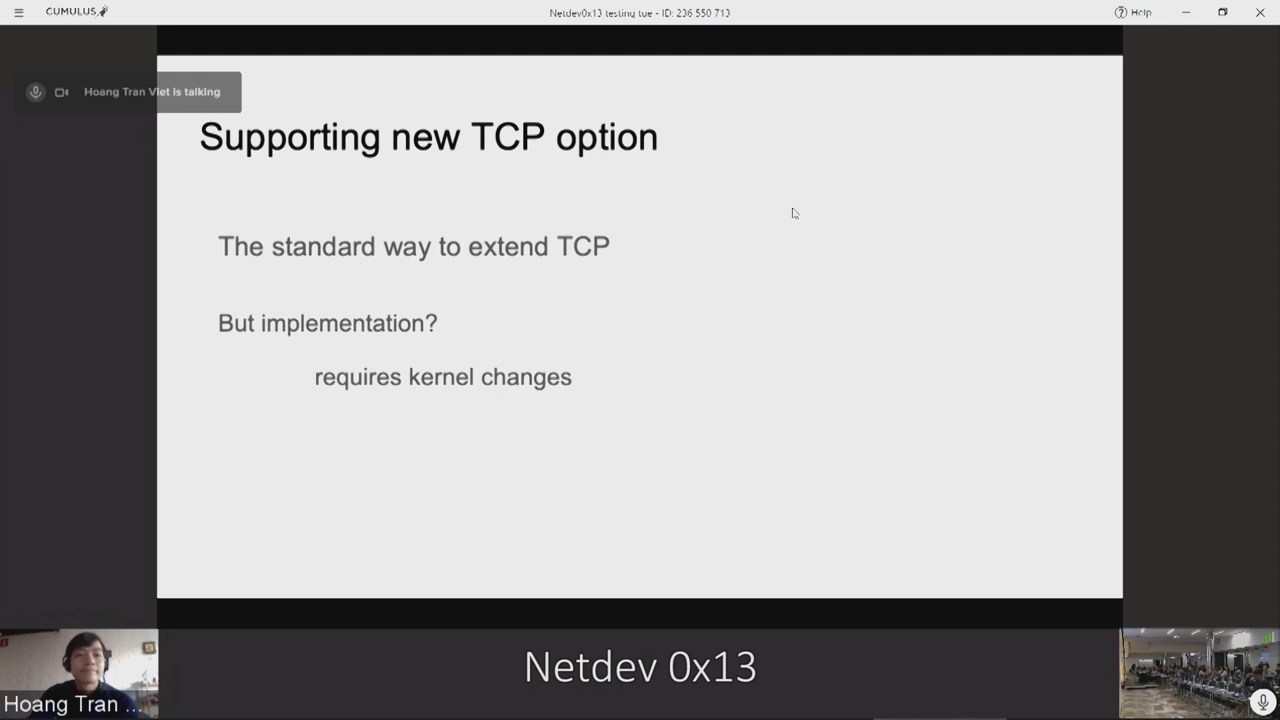 CUMULUS
Netdev0x13 testing tue - ID: 236 550 713
Help
Hoang Tran Viet is talking
Supporting new TCP option
The standard way to extend TCP
But implementation?
requires kernel changes
Hoang Tran ...
Netdev 0x13